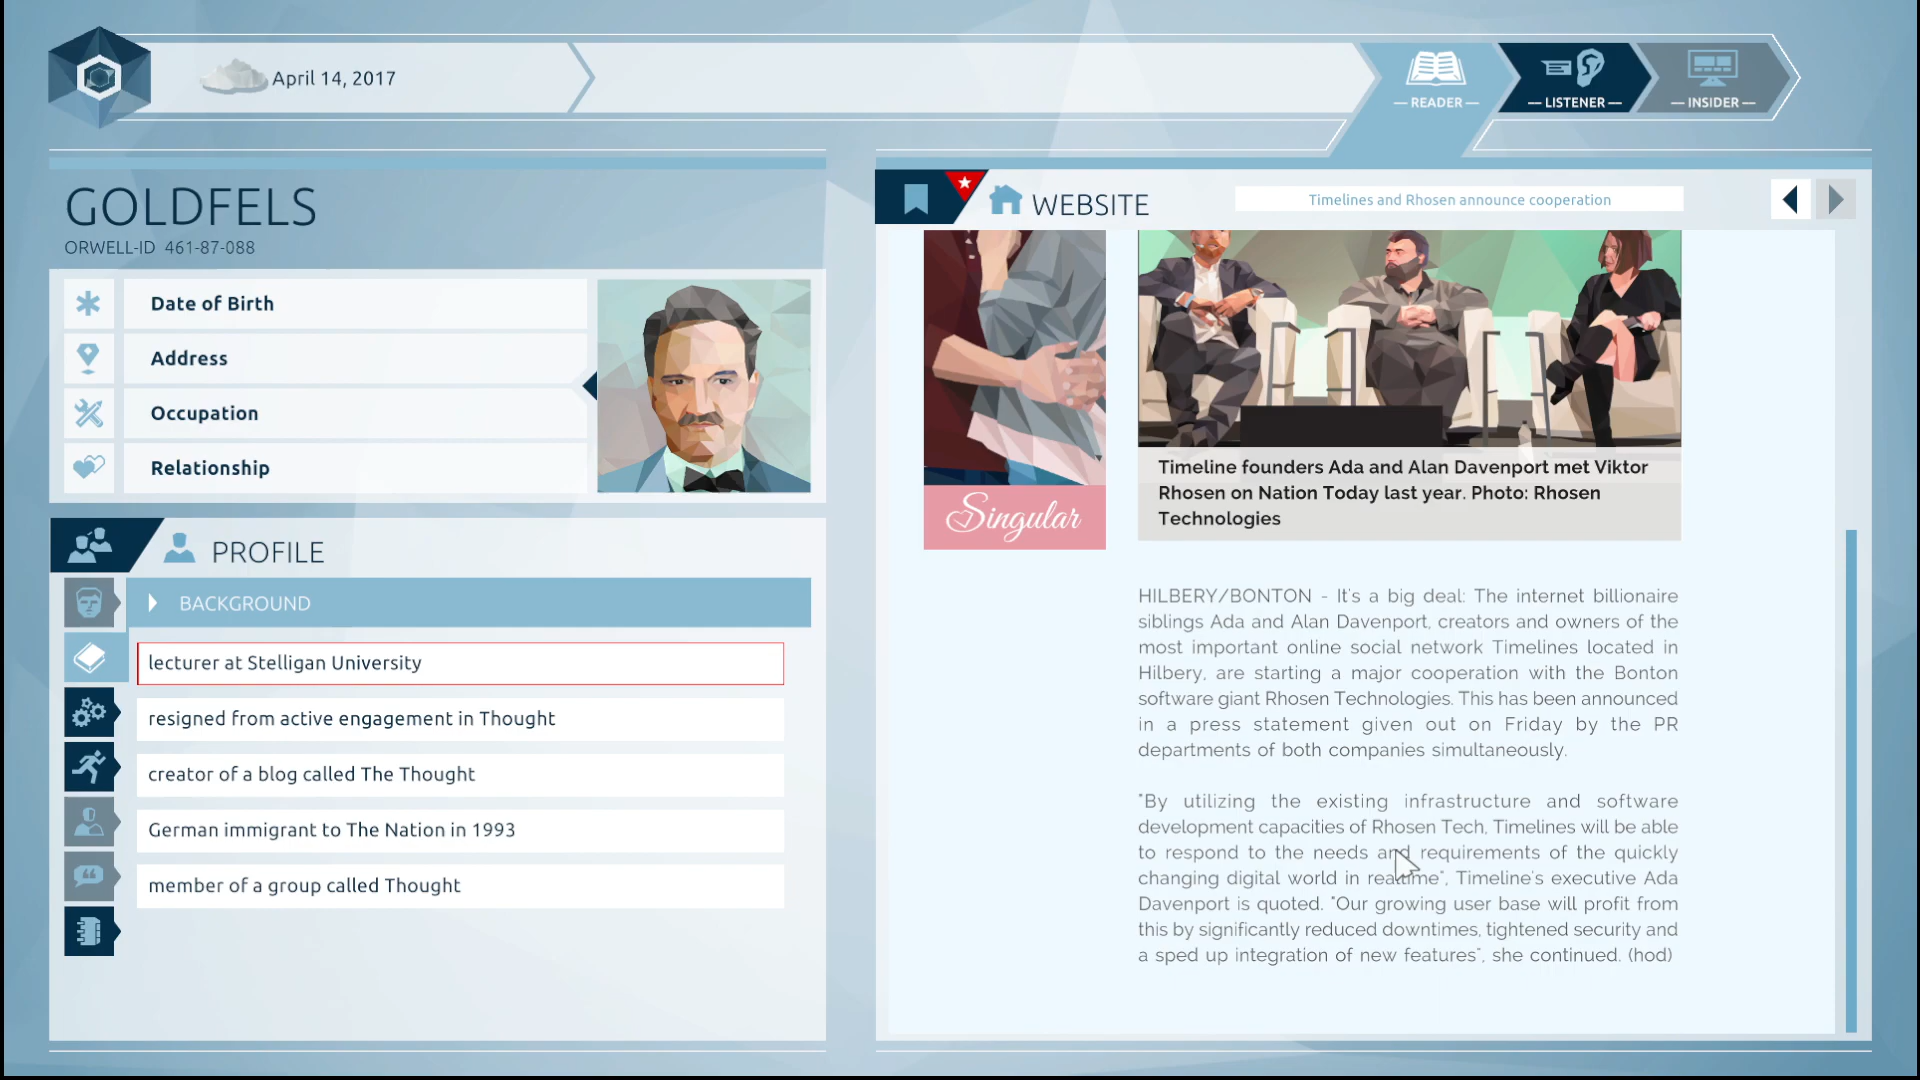 April 14, 2017
READER
LISTENER
INSIDER
GOLDFELS
ORWELL-ID 461-87-088
Date of Birth
Address
Occupation
Relationship
PROFILE
BACKGROUND
lecturer at Stelligan University
resigned from active engagement in Thought
creator of a blog called The Thought
German immigrant to The Nation in 1993
member of a group called Thought
WEBSITE
Timelines and Rhosen announce cooperation
Singular
Timeline founders Ada and Alan Davenport met Viktor
Rhosen on Nation Today last year. Photo: Rhosen
Technologies
HILBERY/BONTON - It's a big deal: The internet billionaire
siblings Ada and Alan Davenport, creators and owners of the
most important online social network Timelines located in
Hilbery, are starting a major cooperation with the Bonton
software giant Rhosen Technologies. This has been announced
in a press statement given out on Friday by the PR
departments of both companies simultaneously.
"By utilizing the existing infrastructure and software
development capacities of Rhosen Tech, Timelines will be able
to respond to the needs and requirements of the quickly
changing digital world in realtime", Timeline's executive Ada
Davenport is quoted. "Our growing user base will profit from
this by significantly reduced downtimes, tightened security and
a sped up integration of new features", she continued. (hod)